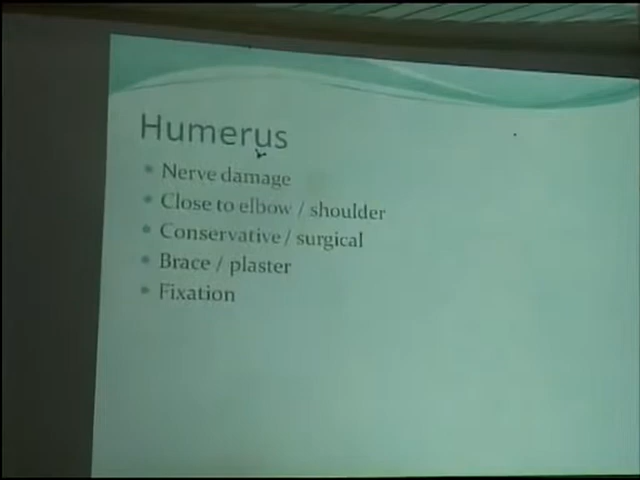 Humerus
Nerve damage
Close to elbow / shoulder
Conservative / surgical
Brace / plaster
Fixation